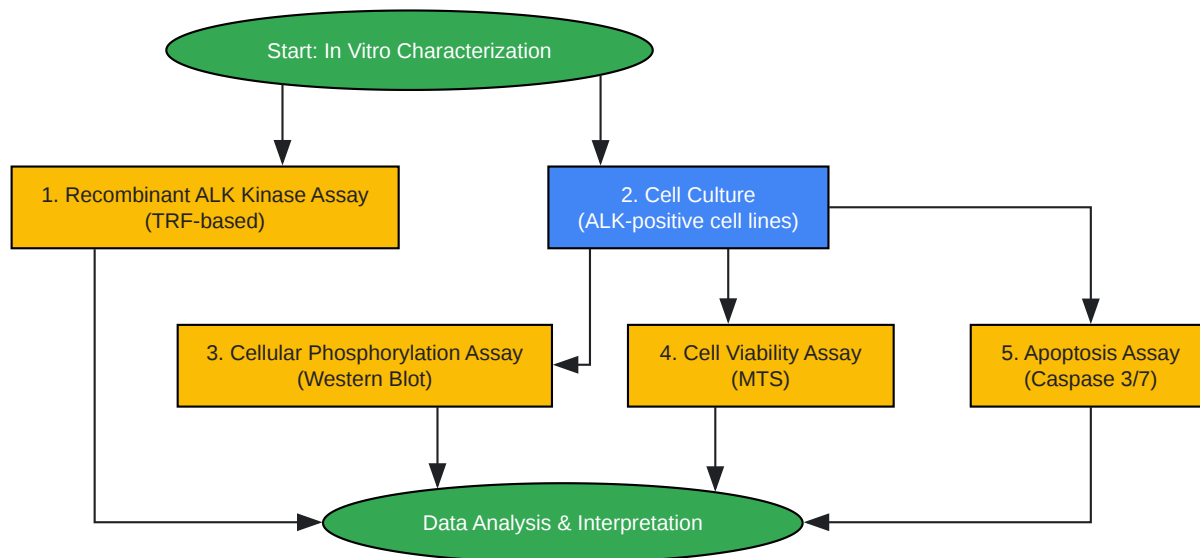 Start: In Vitro Characterization
1. Recombinant ALK Kinase Assay
(TRF-based)
2. Cell Culture
(ALK-positive cell lines)
3. Cellular Phosphorylation Assay
(Western Blot)
4. Cell Viability Assay
(MTS)
5. Apoptosis Assay
(Caspase 3/7)
Data Analysis & Interpretation